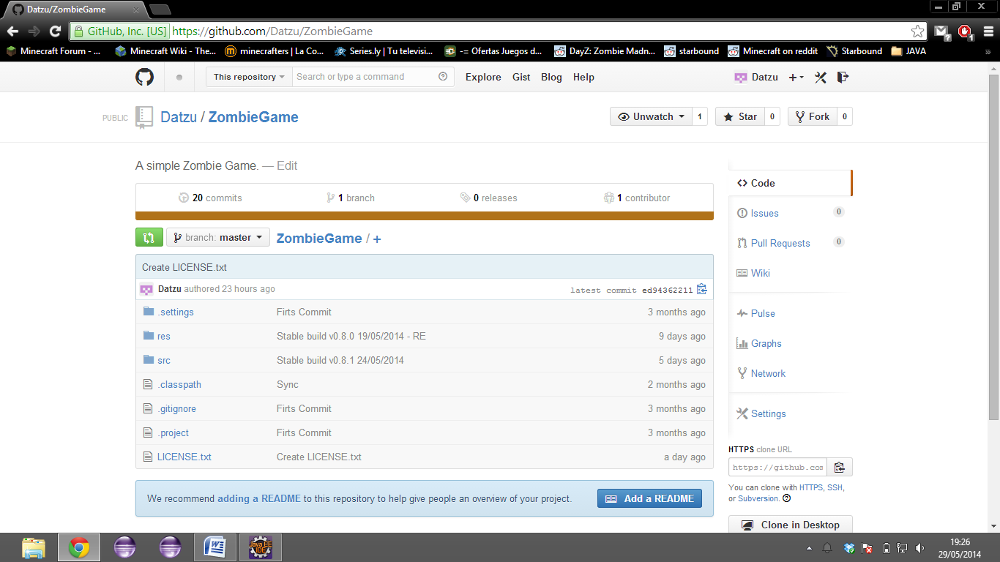 Datzu/ZombieGame
GitHub, Inc. [US] https://github.com/Datzu/ZombieGame
Minecraft Forum - ... Minecraft Wiki - The... minecrafters | La Co... Series.ly | Tu televisi... -= Ofertas Juegos d... DayZ: Zombie Madn... starbound Minecraft on reddit Starbound JAVA »
This repository Search or type a command Explore Gist Blog Help Datzu
PUBLIC Datzu / ZombieGame Unwatch 1 Star 0 Fork 0
A simple Zombie Game. — Edit
20 commits 1 branch 0 releases 1 contributor
branch: master ZombieGame / +
Create LICENSE.txt
Datzu authored 23 hours ago latest commit ed94362211
.settings Firts Commit 3 months ago
res Stable build v0.8.0 19/05/2014 - RE 9 days ago
src Stable build v0.8.1 24/05/2014 5 days ago
.classpath Sync 2 months ago
.gitignore Firts Commit 3 months ago
.project Firts Commit 3 months ago
LICENSE.txt Create LICENSE.txt a day ago
We recommend adding a README to this repository to help give people an overview of your project. Add a README
Code
Issues 0
Pull Requests 0
Wiki
Pulse
Graphs
Network
Settings
HTTPS clone URL
https://github.com
You can clone with HTTPS, SSH,
or Subversion.
Clone in Desktop
Java EE
IDE
19:26
29/05/2014